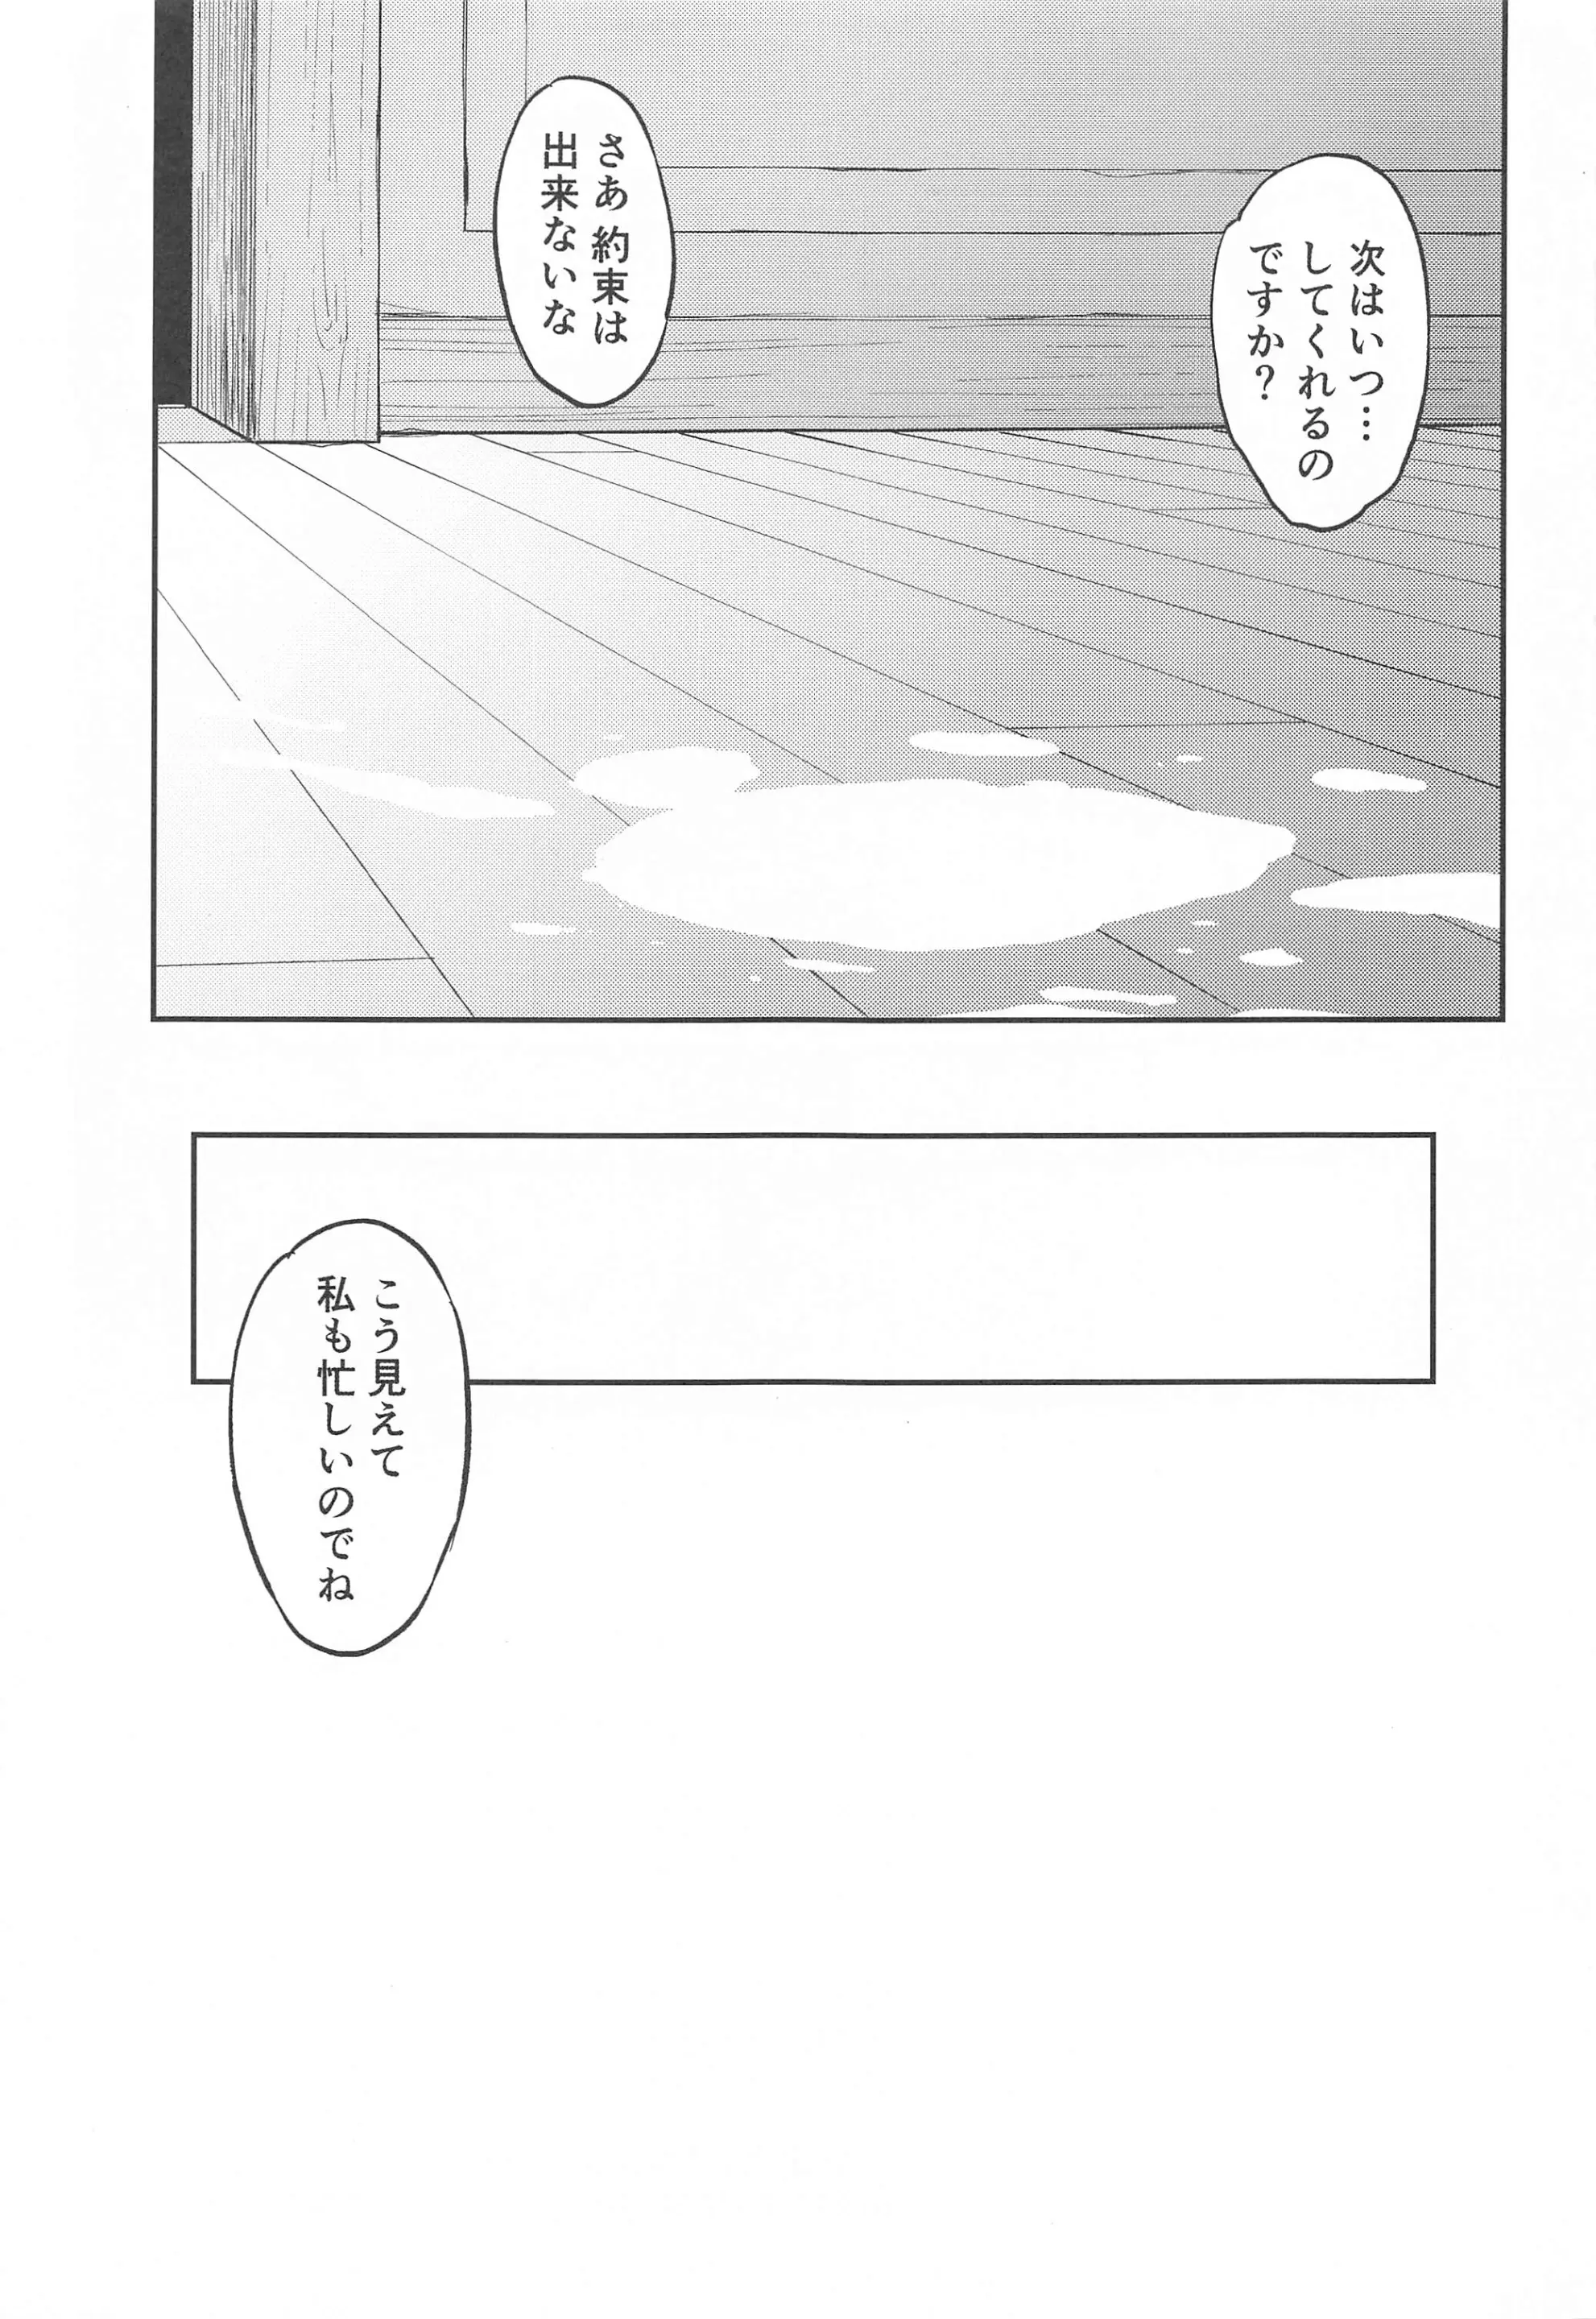 次はいつ…
してくれるの
ですか？
さあ 約束は
出来ないな
こう見えて
私も忙しいのでね